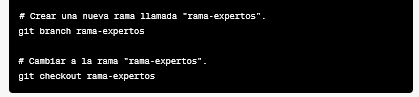 # Crear una nueva rama llamada "rama-expertos".
git branch rama-expertos
# Cambiar a la rama "rama-expertos".
git checkout rama-expertos